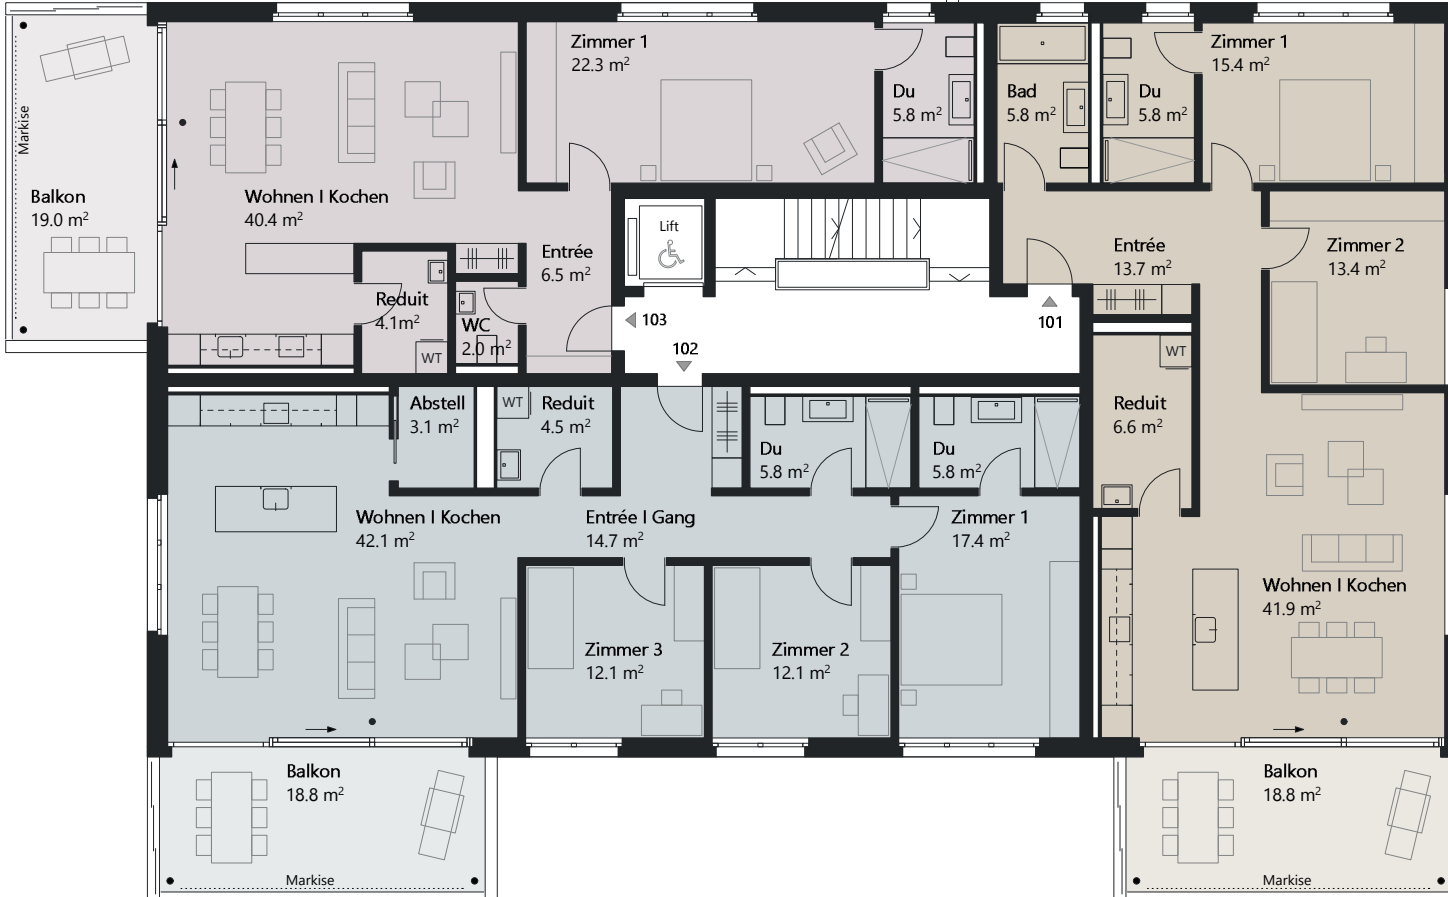 Markise
Balkon
19.0 m²
Wohnen I Kochen
40.4 m²
Reduit
4.1m²
WT
WC
2.0 m²
Entrée
6.5 m²
Zimmer 1
22.3 m²
Du
5.8 m²
Lift
103
102
101
Bad
5.8 m²
Du
5.8 m²
Zimmer 1
15.4 m²
Entrée
13.7 m²
Zimmer 2
13.4 m²
WT
Reduit
6.6 m²
Wohnen I Kochen
41.9 m²
Balkon
18.8 m²
Markise
Abstell
3.1 m²
WT
Reduit
4.5 m²
Du
5.8 m²
Du
5.8 m²
Wohnen I Kochen
42.1 m²
Entrée I Gang
14.7 m²
Zimmer 1
17.4 m²
Zimmer 3
12.1 m²
Zimmer 2
12.1 m²
Balkon
18.8 m²
Markise